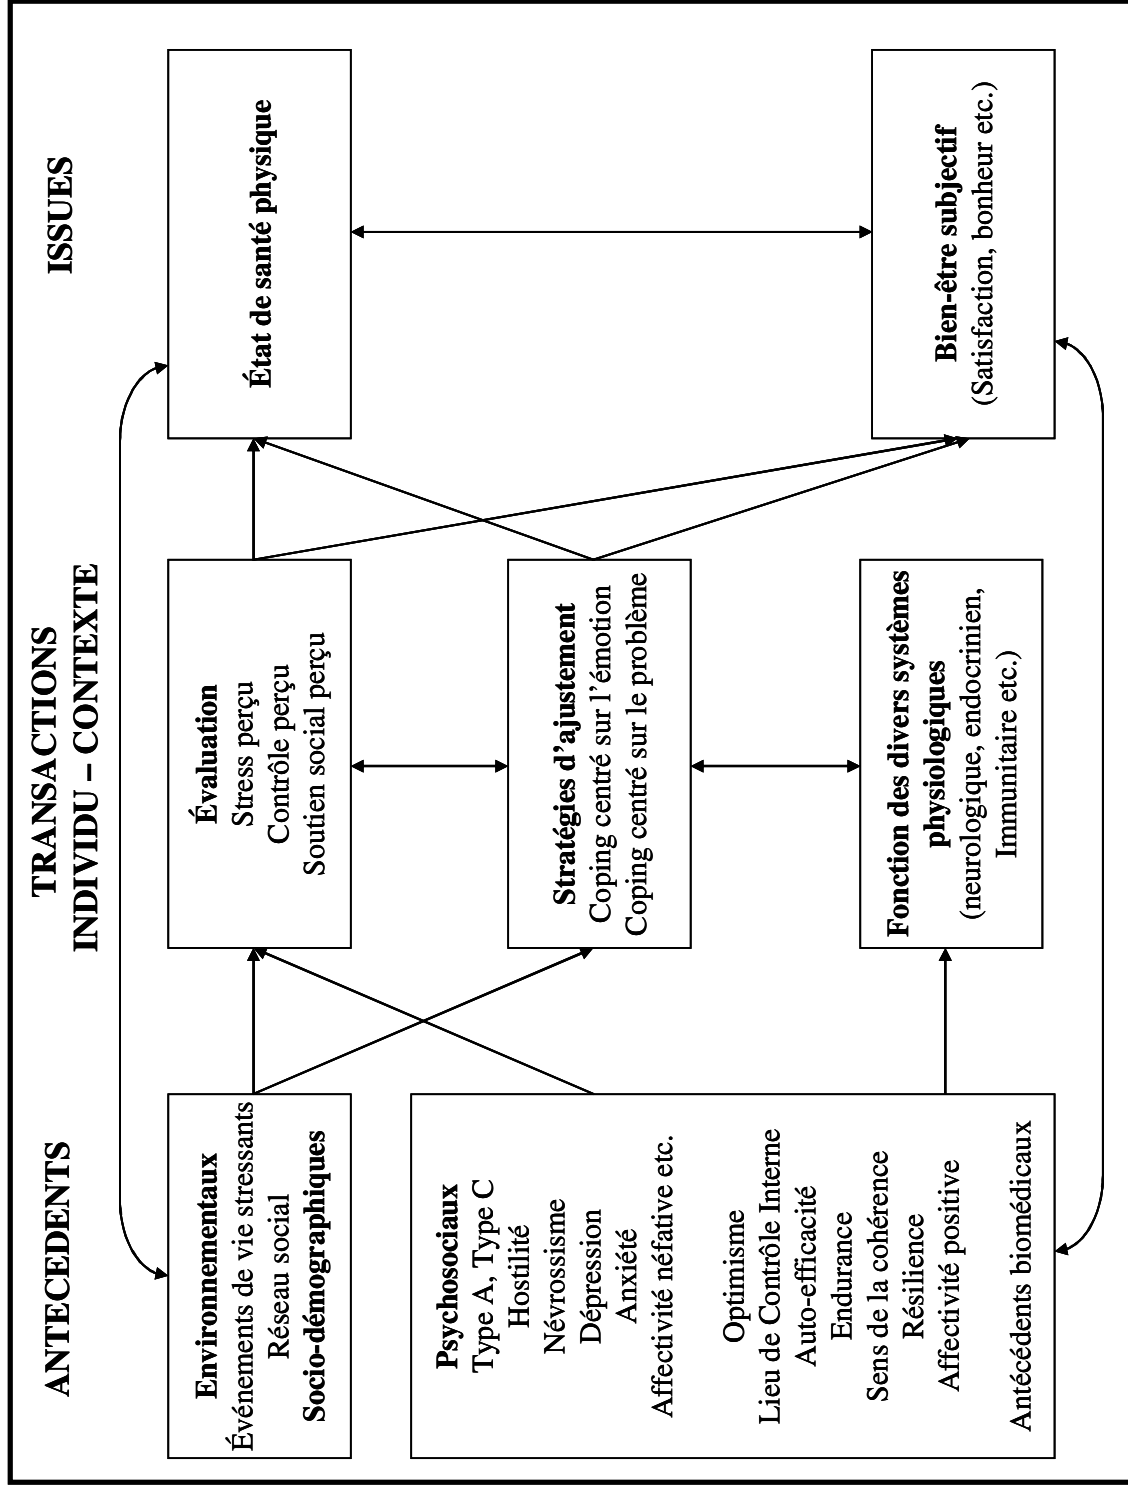 ANTECEDENTS
TRANSACTIONS
INDIVIDU – CONTEXTE
ISSUES
Environnementaux
Événements de vie stressants
Réseau social
Socio-démographiques
Psychosociaux
Type A, Type C
Hostilité
Névrossisme
Dépression
Anxiété
Affectivité néfative etc.
Optimisme
Lieu de Contrôle Interne
Auto-efficacité
Endurance
Sens de la cohérence
Résilience
Affectivité positive
Antécédents biomédicaux
Évaluation
Stress perçu
Contrôle perçu
Soutien social perçu
Stratégies d’ajustement
Coping centré sur l’émotion
Coping centré sur le problème
Fonction des divers systèmes
physiologiques
(neurologique, endocrinien,
Immunitaire etc.)
État de santé physique
Bien-être subjectif
(Satisfaction, bonheur etc.)